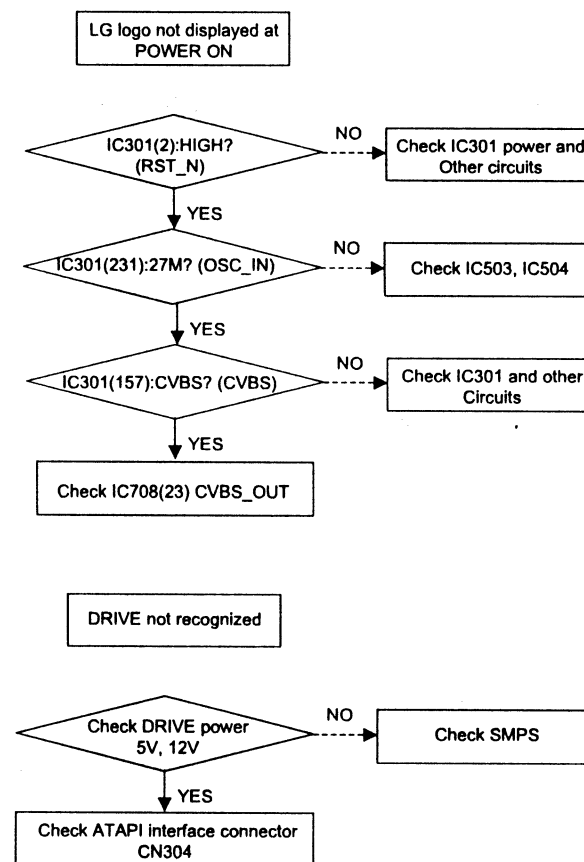 LG logo not displayed at
POWER ON
IC301(2):HIGH?
(RST_N)
NO
Check IC301 power and
Other circuits
YES
IC301(231):27M? (OSC_IN)
NO
Check IC503, IC504
YES
IC301(157):CVBS? (CVBS)
NO
Check IC301 and other
Circuits
YES
Check IC708(23) CVBS_OUT
DRIVE not recognized
Check DRIVE power
5V, 12V
NO
Check SMPS
YES
Check ATAPI interface connector
CN304